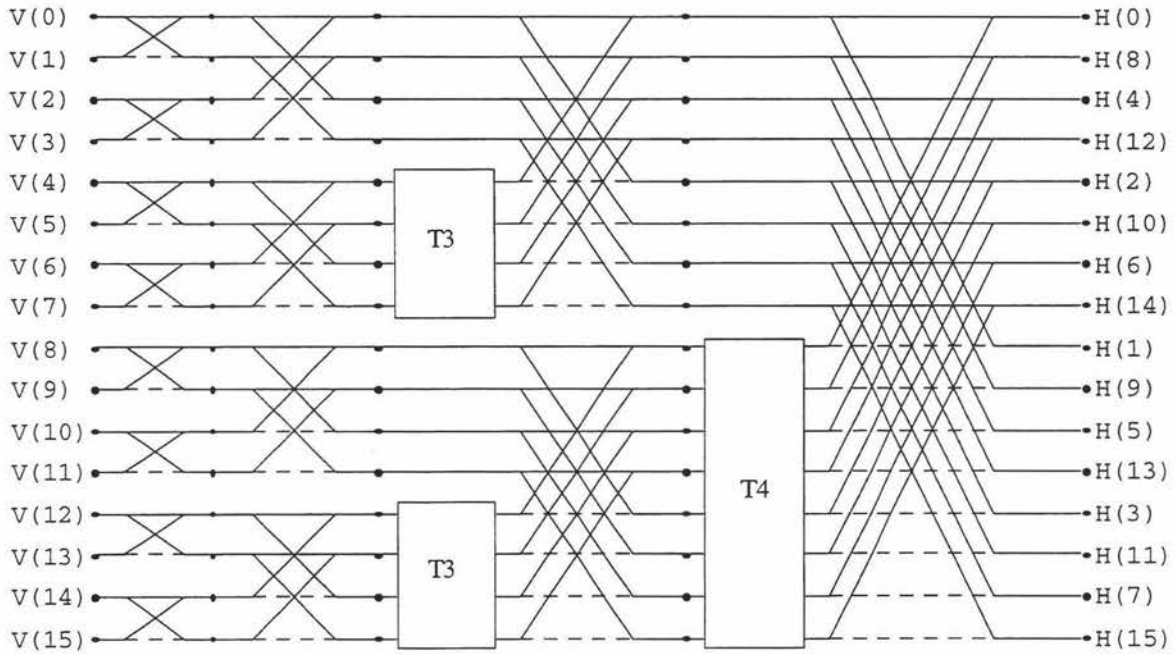 V(0) H(0)
V(1) H(8)
V(2) H(4)
V(3) H(12)
V(4) H(2)
V(5) T3 H(10)
V(6) H(6)
V(7) H(14)
V(8) H(1)
V(9) H(9)
V(10) H(5)
V(11) H(13)
T4
V(12) H(3)
V(13) T3 H(11)
V(14) H(7)
V(15) H(15)